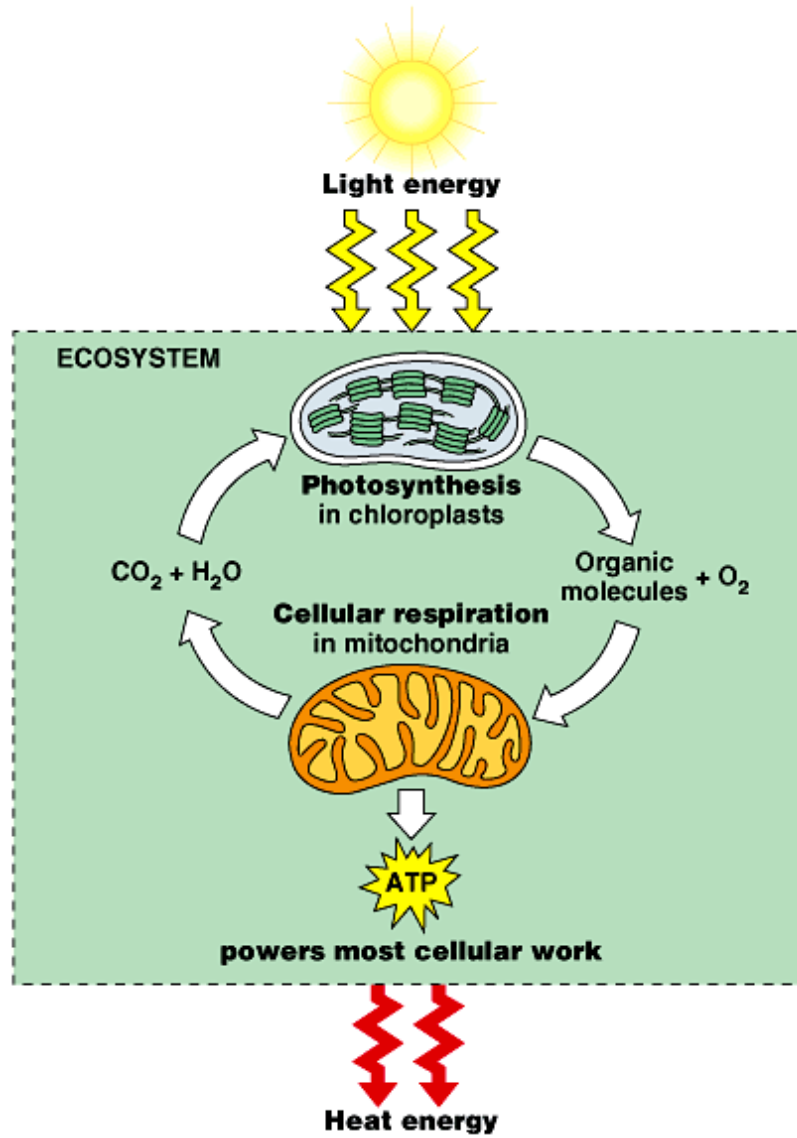 Light energy
ECOSYSTEM
Photosynthesis
in chloroplasts
CO₂ + H₂O
Organic
molecules + O₂
Cellular respiration
in mitochondria
ATP
powers most cellular work
Heat energy